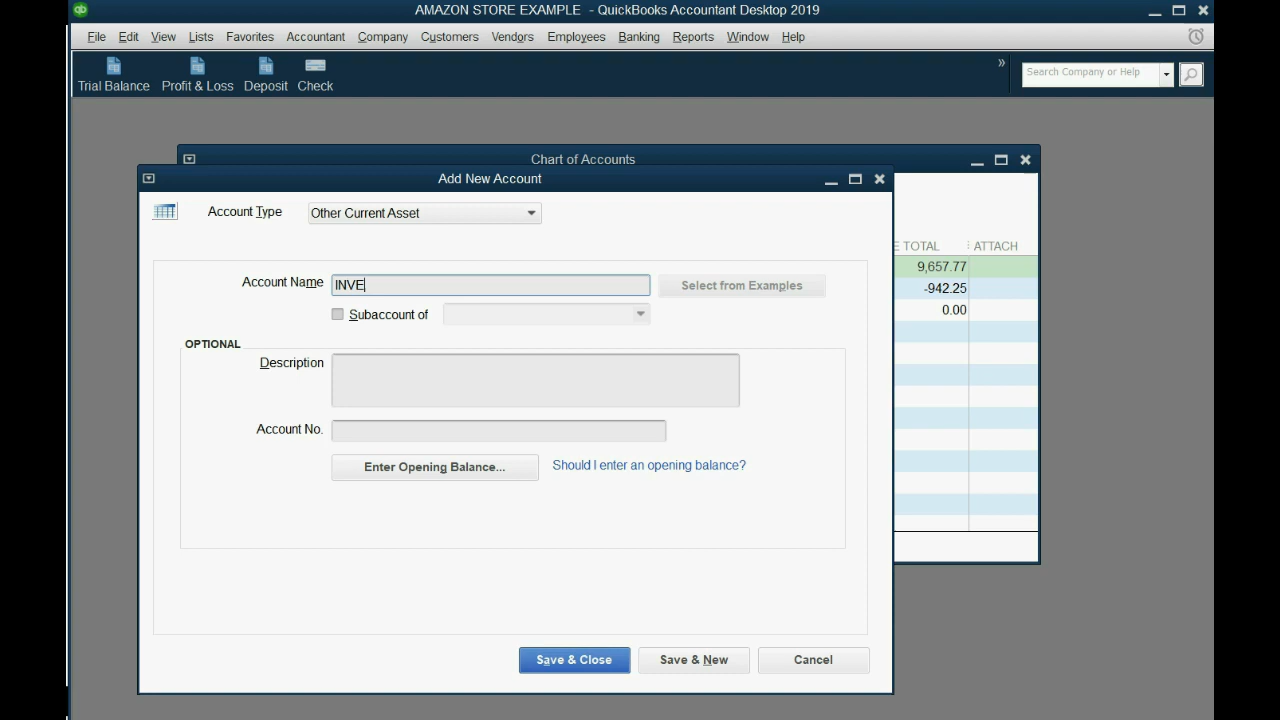 AMAZON STORE EXAMPLE - QuickBooks Accountant Desktop 2019
File Edit View Lists Favorites Accountant Company Customers Vendors Employees Banking Reports Window Help
Trial Balance Profit & Loss Deposit Check
» Search Company or Help
Chart of Accounts
Add New Account
Account Type Other Current Asset
E TOTAL ATTACH
9,657.77
-942.25
0.00
Account Name INVE Select from Examples
Subaccount of
OPTIONAL
Description
Account No.
Enter Opening Balance... Should I enter an opening balance?
Save & Close Save & New Cancel